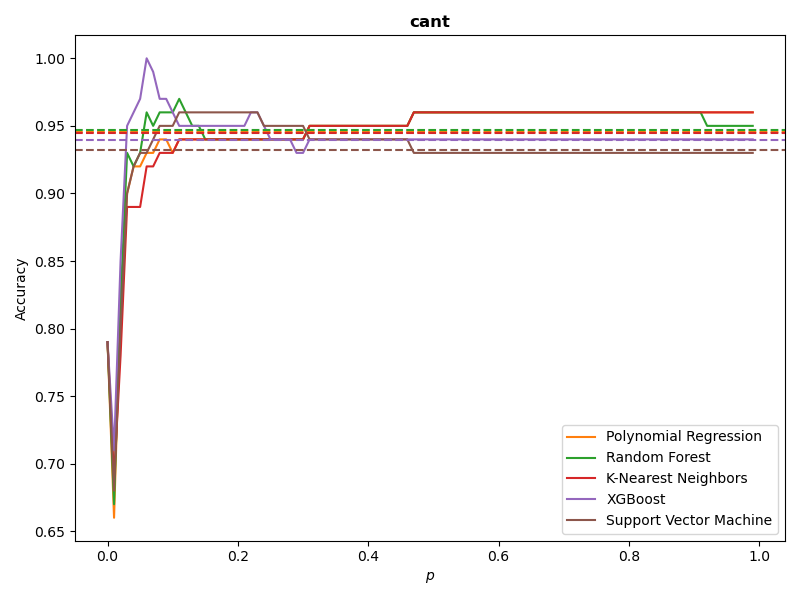 cant
1.00
0.95
0.90
0.85
0.80
0.75
0.70
0.65
Accuracy
0.0
0.2
0.4
0.6
0.8
1.0
p
Polynomial Regression
Random Forest
K-Nearest Neighbors
XGBoost
Support Vector Machine